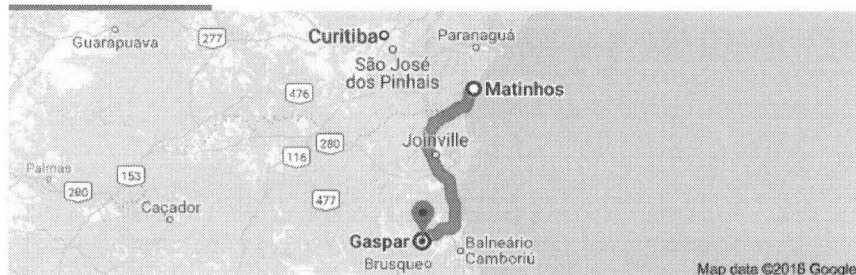 Guarapuava
277
Curitiba
Paranaguá
São José
dos Pinhais
476
Matinhos
280
116
Joinville
Palmas
280
153
Caçador
477
Gaspar
Balneário
Camboriú
Brusque
Map data ©2018 Google